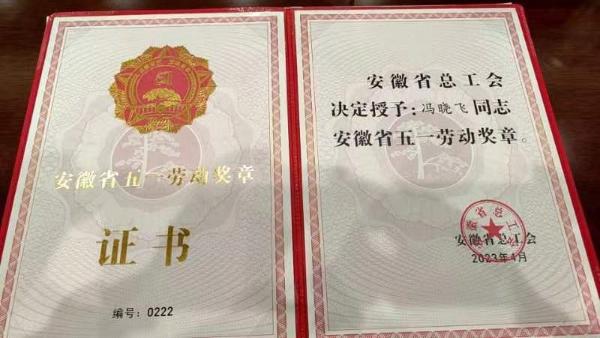 安徽省五一劳动奖章
证书
编号：0222
安徽省总工会
决定授予：冯晓飞同志
安徽省五一劳动奖章。
安徽省总工会
2023年4月